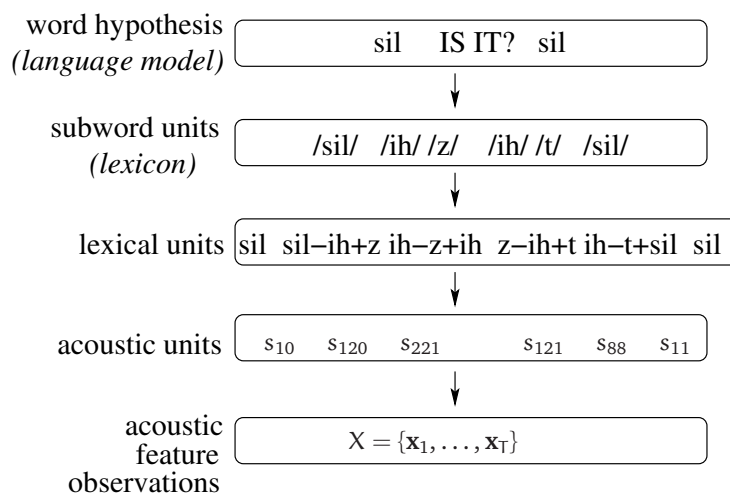 word hypothesis
(language model)
sil IS IT? sil
subword units
(lexicon)
/sil/ /ih/ /z/ /ih/ /t/ /sil/
lexical units
sil sil−ih+z ih−z+ih z−ih+t ih−t+sil sil
acoustic units
s₁₀ s₁₂₀ s₂₂₁ s₁₂₁ s₈₈ s₁₁
acoustic
feature
observations
X = {x₁, . . . , x_T}